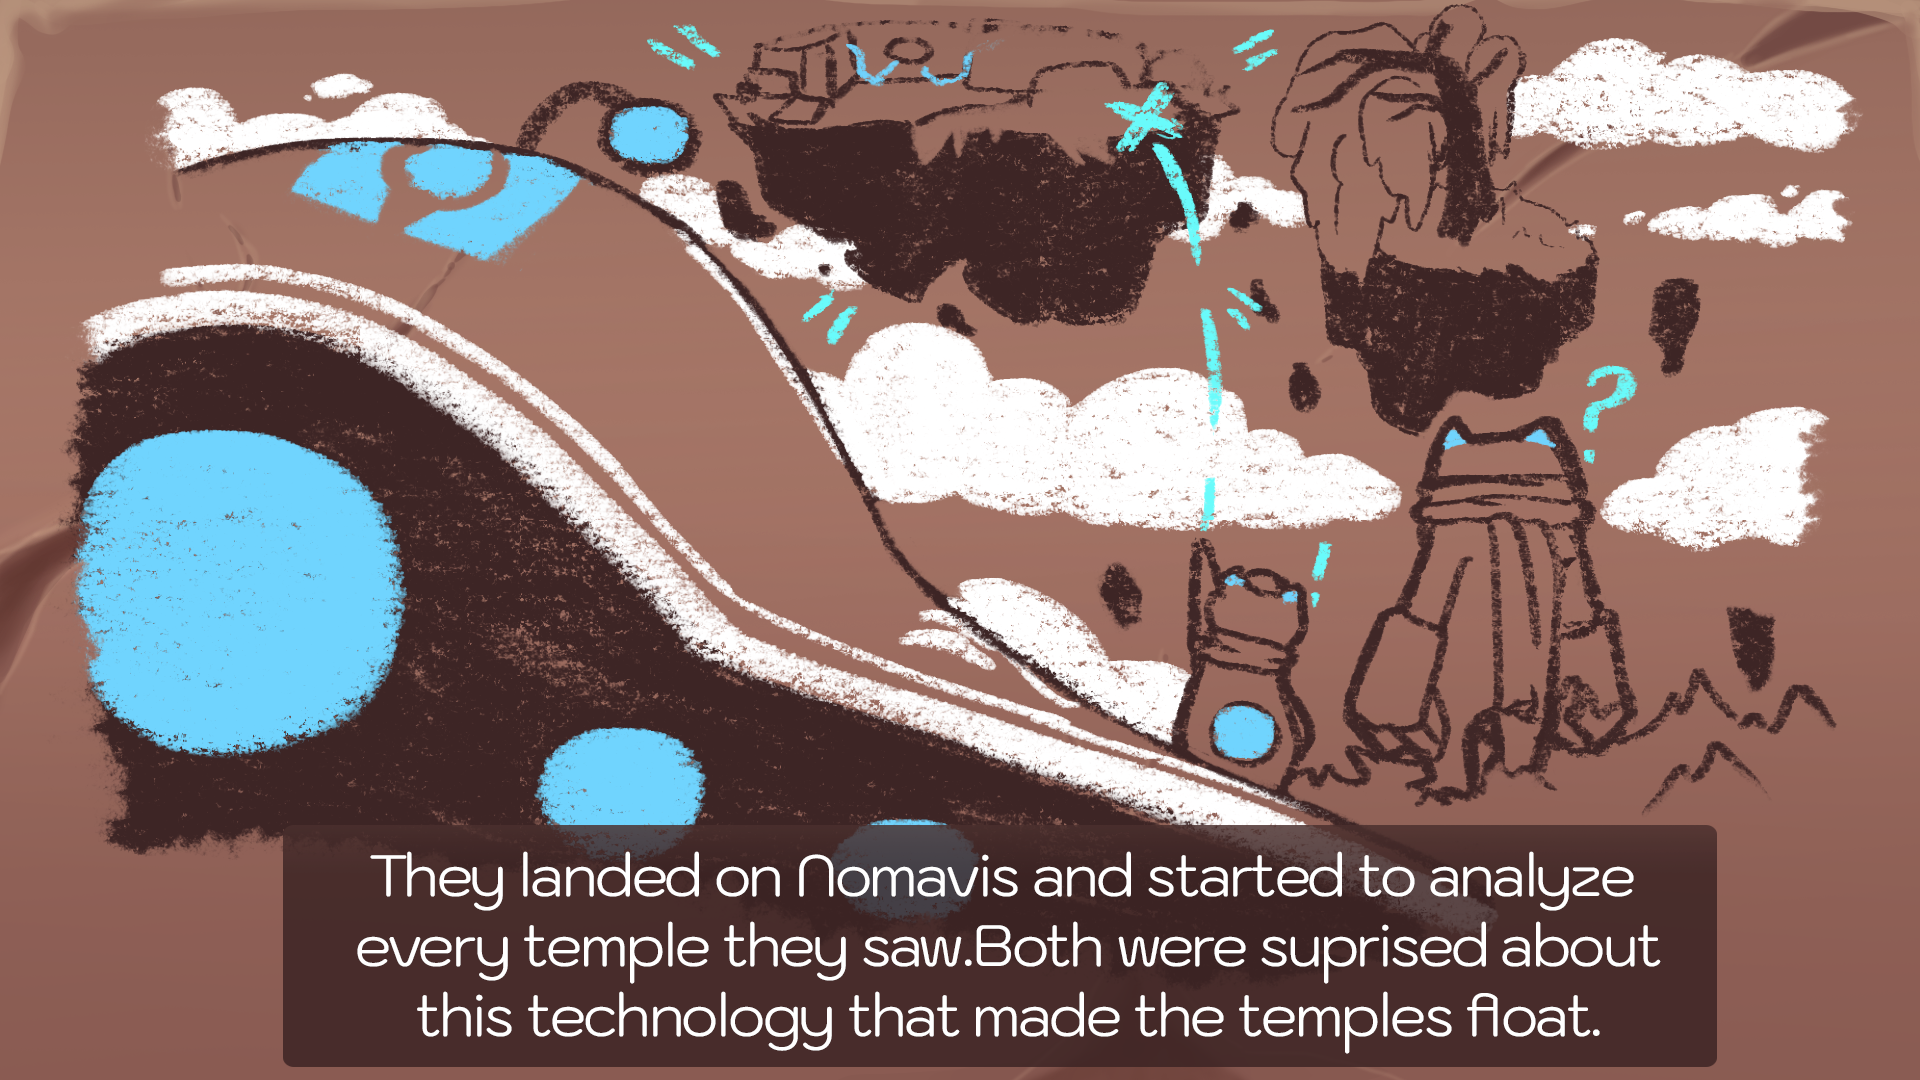 ?
!
They landed on Nomavis and started to analyze
every temple they saw.Both were suprised about
this technology that made the temples float.